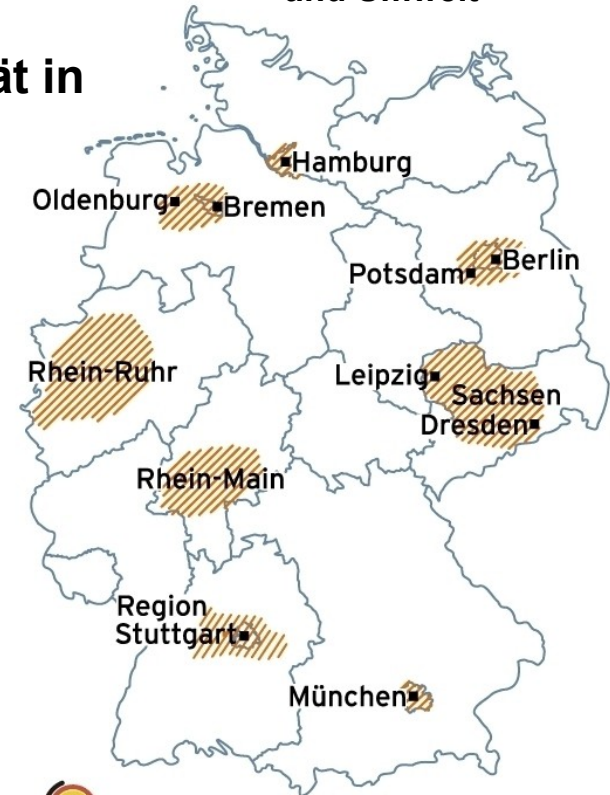 ät in
Hamburg
Oldenburg
Bremen
Berlin
Potsdam
Rhein-Ruhr
Leipzig
Sachsen
Dresden
Rhein-Main
Region
Stuttgart
München